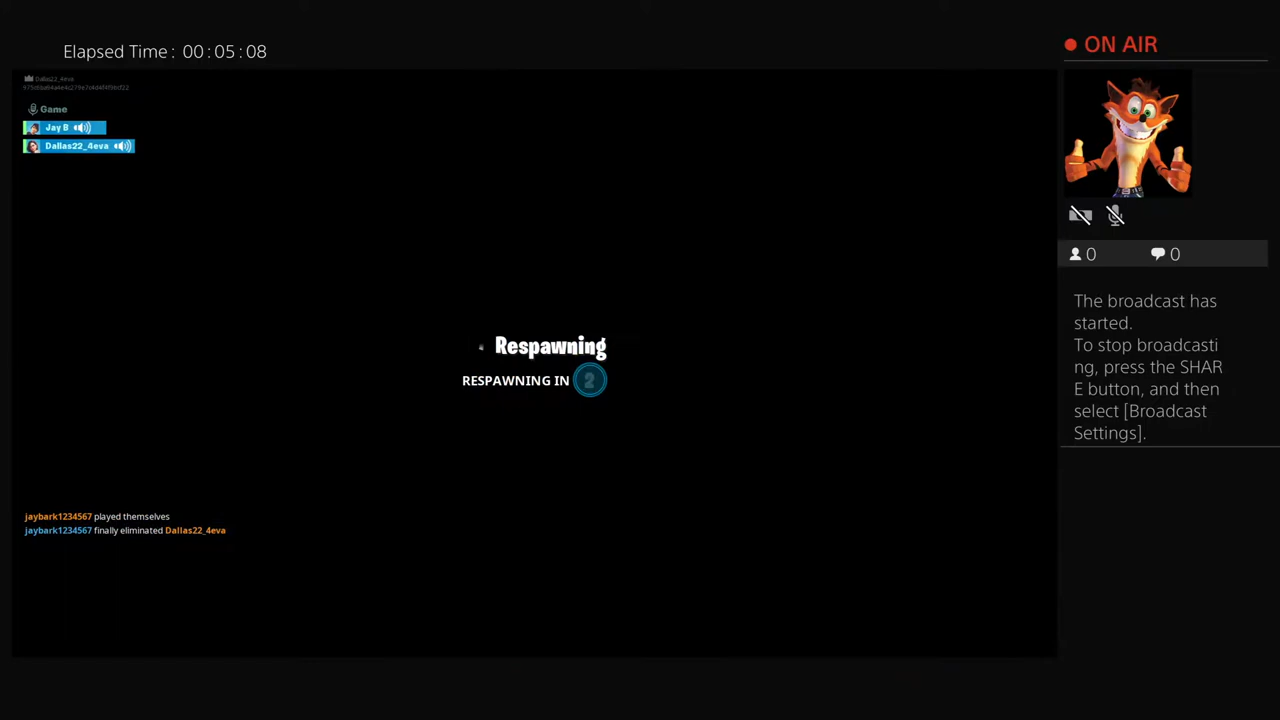 Elapsed Time: 00:05:08
ON AIR
Dallas22_4eva
Game
Jay B
Dallas22_4eva
0
0
The broadcast has
started.
To stop broadcasti
ng, press the SHAR
E button, and then
select [Broadcast
Settings].
Respawning
RESPAWNING IN 2
jaybark1234567 played themselves
jaybark1234567 finally eliminated Dallas22_4eva